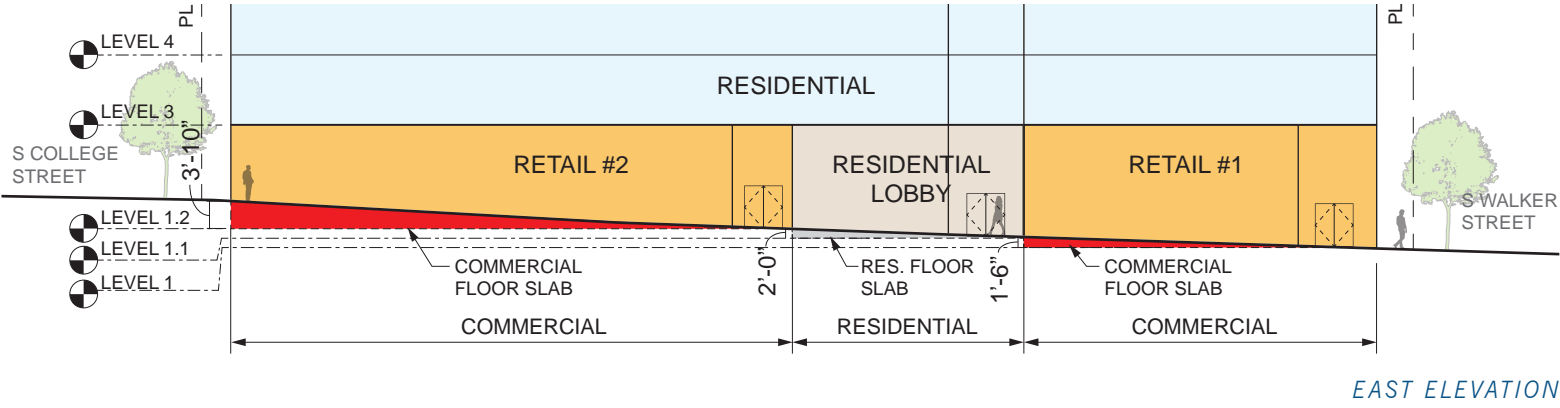 PL
PL
LEVEL 4
RESIDENTIAL
LEVEL 3
3'-10"
S COLLEGE
STREET
RETAIL #2
RESIDENTIAL
LOBBY
RETAIL #1
S WALKER
STREET
LEVEL 1.2
LEVEL 1.1
LEVEL 1
COMMERCIAL
FLOOR SLAB
2'-0"
RES. FLOOR
SLAB
1'-6"
COMMERCIAL
FLOOR SLAB
COMMERCIAL
RESIDENTIAL
COMMERCIAL
EAST ELEVATION